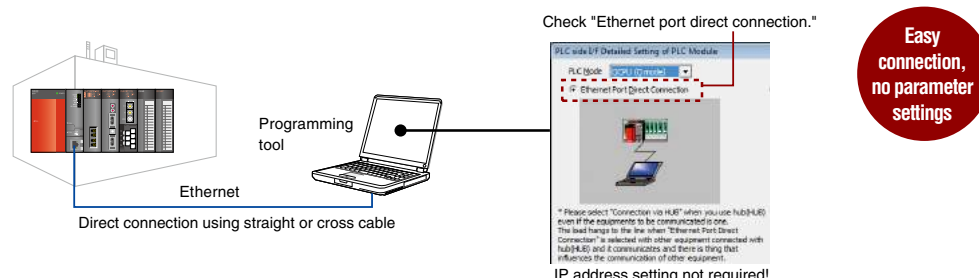 Check "Ethernet port direct connection."
PLC side I/F Detailed Setting of PLC Module
PLC Mode QCPU (Q mode)
Ethernet Port Direct Connection
* Please select "Connection via HUB" when you use hub(HUB)
even if the equipments to be communicated is one.
The load hangs to the line when "Ethernet Port Direct
Connection" is selected with other equipment connected with
hub(HUB) and it communicates and there is thing that
influences the communication of other equipment.
IP address setting not required!
Programming
tool
Ethernet
Direct connection using straight or cross cable
Easy
connection,
no parameter
settings